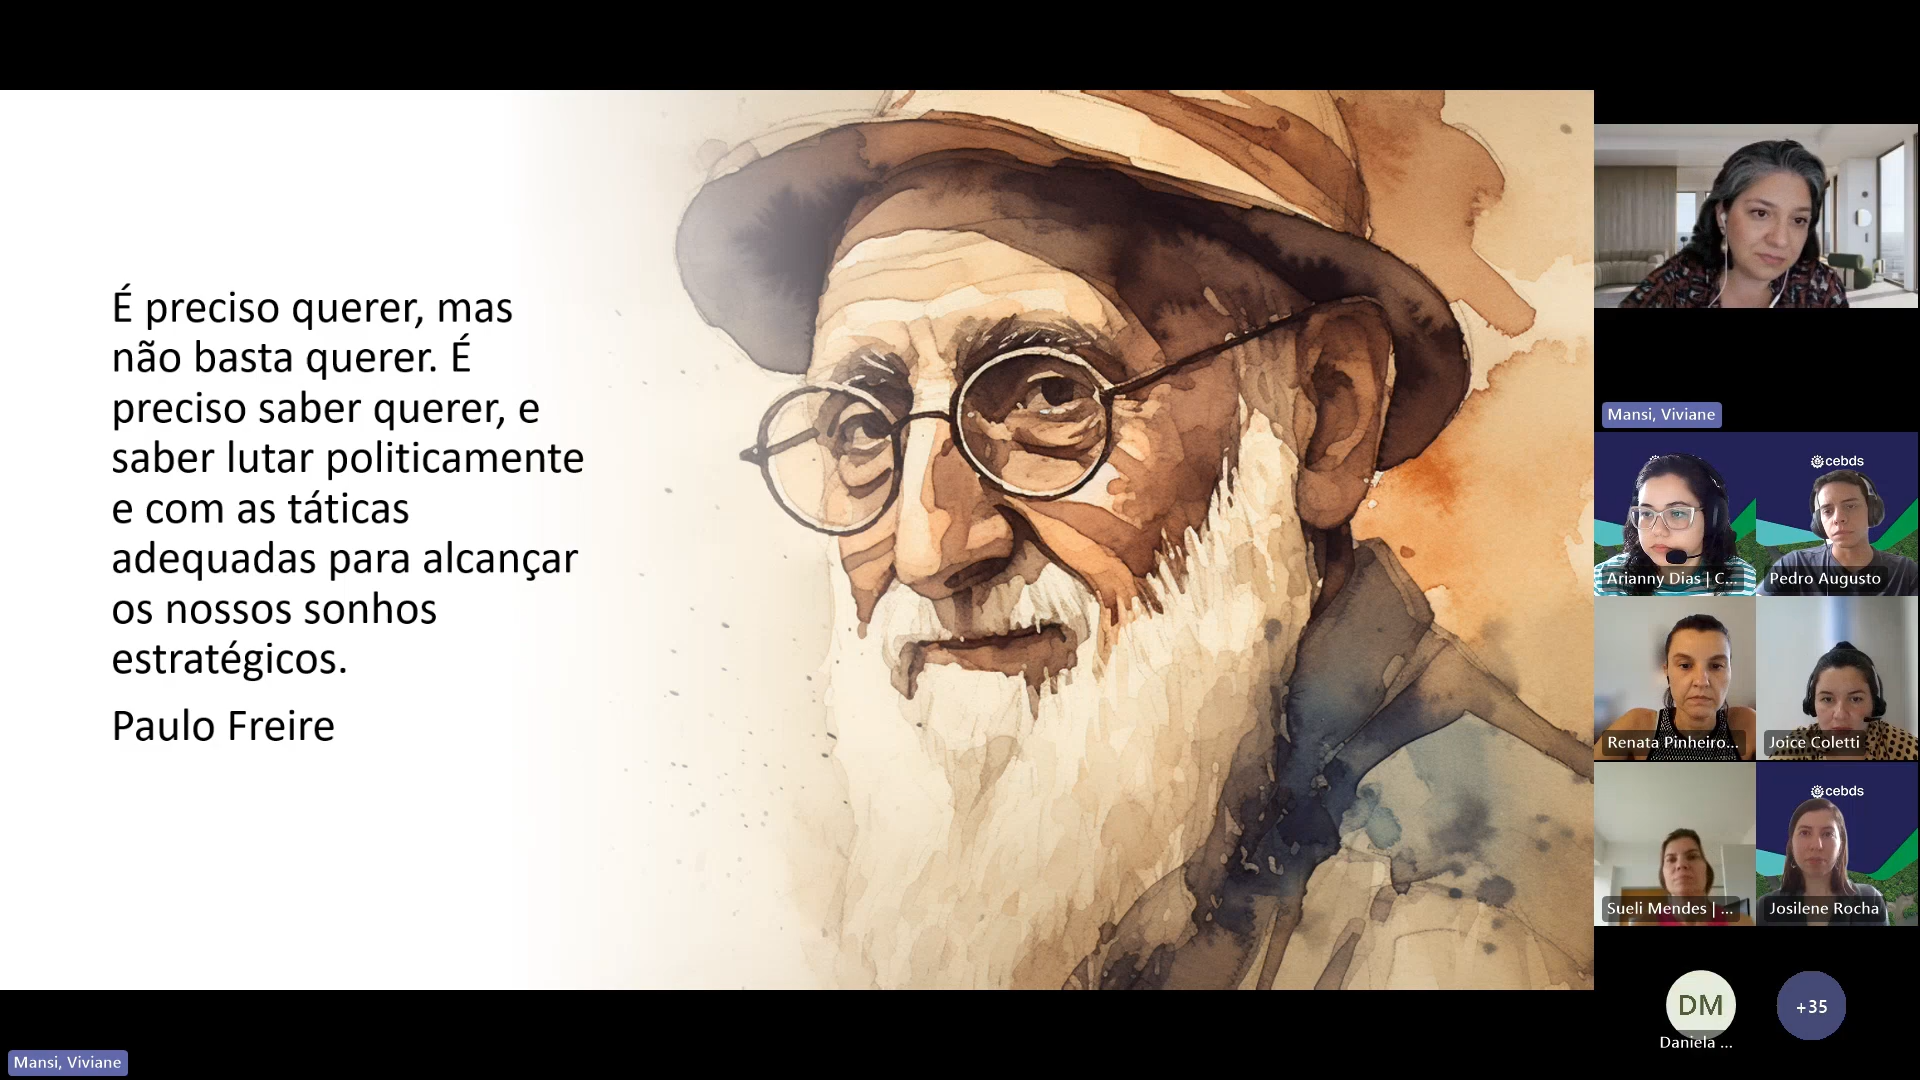 É preciso querer, mas
não basta querer. É
preciso saber querer, e
saber lutar politicamente
e com as táticas
adequadas para alcançar
os nossos sonhos
estratégicos.
Paulo Freire
Mansi, Viviane
cebds
Arianny Dias | C...
Pedro Augusto
Renata Pinheiro...
Joice Coletti
Sueli Mendes | ...
cebds
Josilene Rocha
DM
Daniela ...
+35
Mansi, Viviane